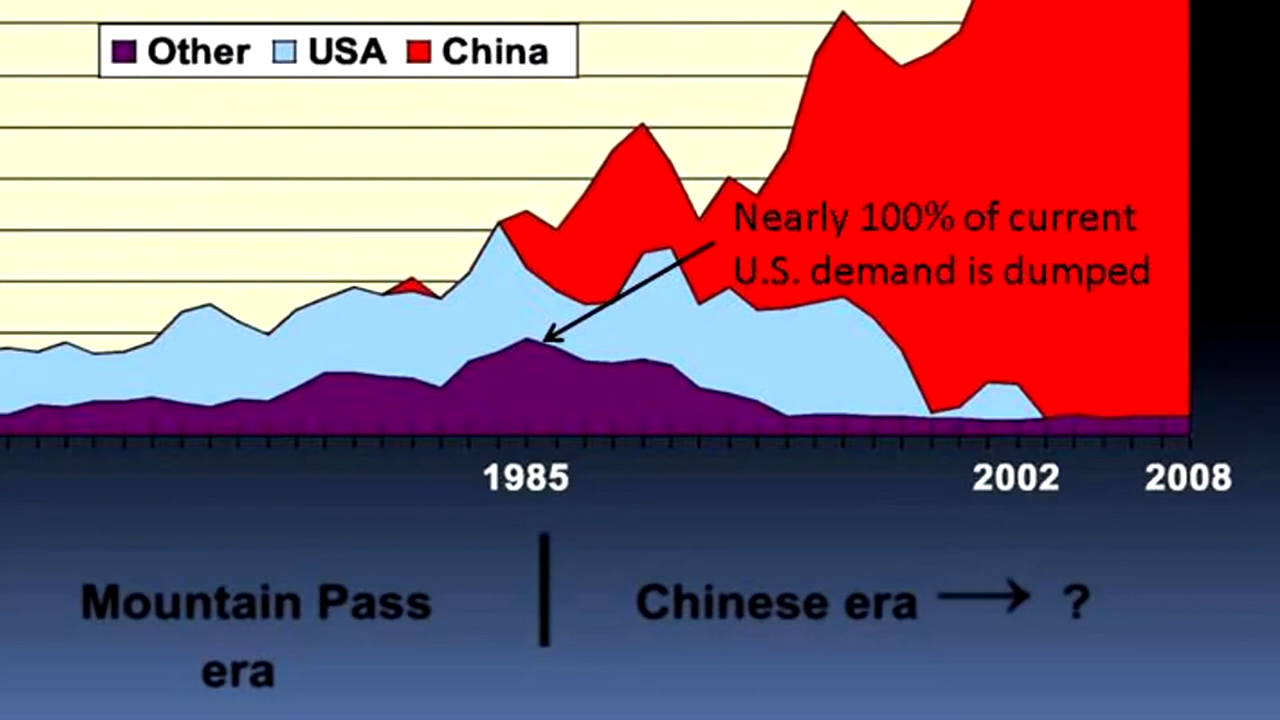 Other USA China
Nearly 100% of current
U.S. demand is dumped
1985 2002 2008
Mountain Pass
era
Chinese era → ?